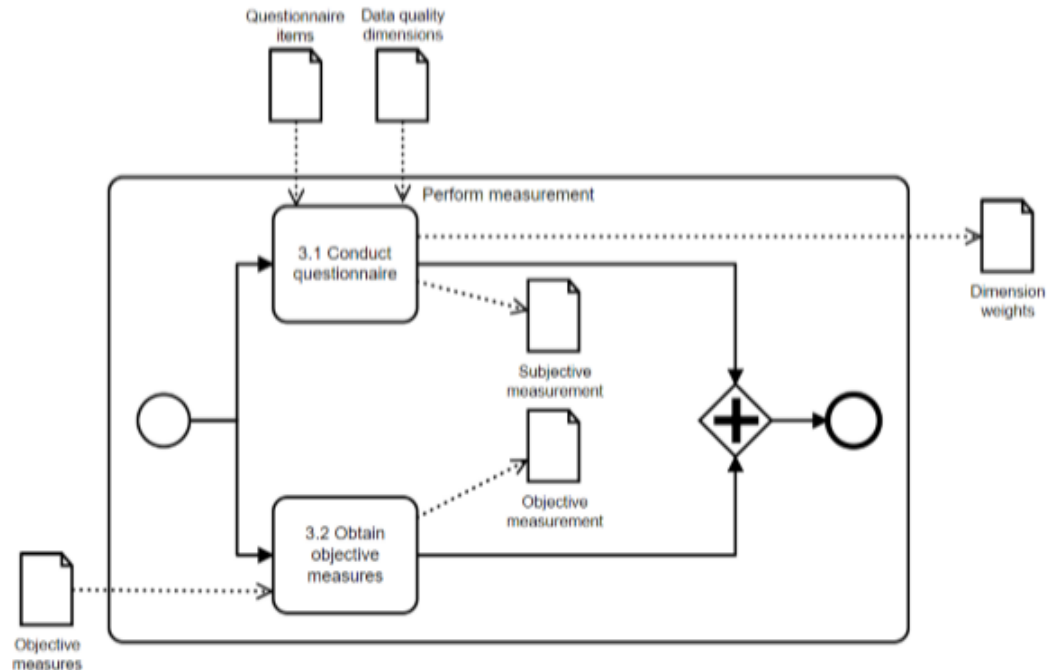 Questionnaire
items
Data quality
dimensions
Perform measurement
3.1 Conduct
questionnaire
Dimension
weights
Subjective
measurement
Objective
measurement
3.2 Obtain
objective
measures
Objective
measures